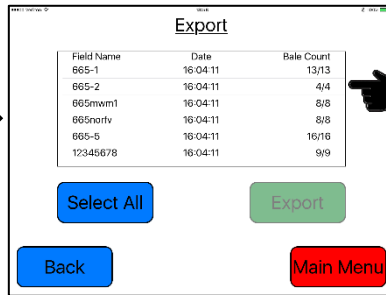 Export
Field Name Date Bale Count
665-1 16:04:11 13/13
665-2 16:04:11 4/4
665mwm1 16:04:11 8/8
665norfv 16:04:11 8/8
665-5 16:04:11 16/16
12345678 16:04:11 9/9
Select All Export
Back Main Menu